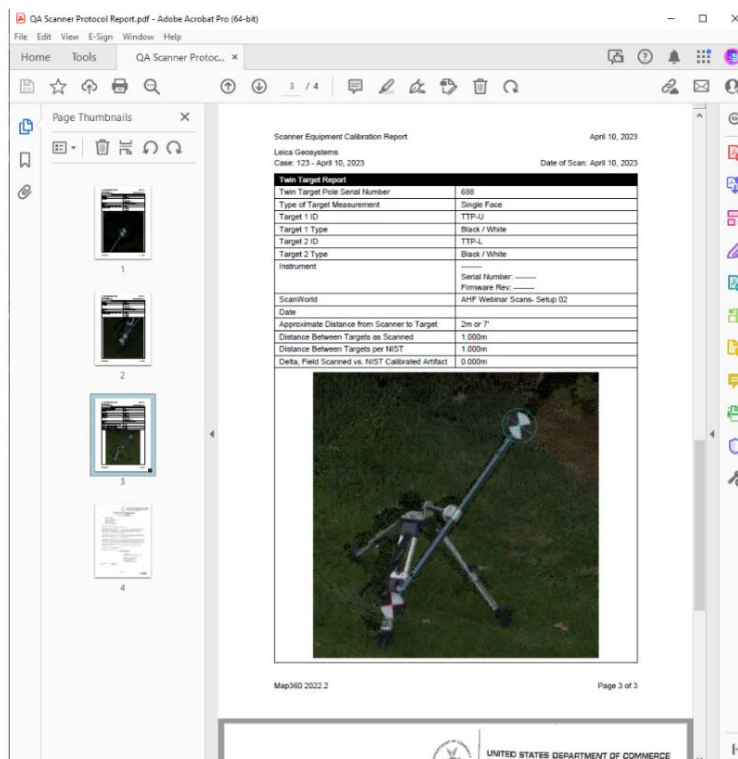 QA Scanner Protocol Report.pdf - Adobe Acrobat Pro (64-bit)
File Edit View E-Sign Window Help
Home Tools QA Scanner Protoc... ×
3 / 4
Page Thumbnails ×
1
2
3
4
Scanner Equipment Calibration Report April 10, 2023
Leica Geosystems
Case: 123 - April 10, 2023 Date of Scan: April 10, 2023
Twin Target Report
Twin Target Pole Serial Number 688
Type of Target Measurement Single Face
Target 1 ID TTP-U
Target 1 Type Black / White
Target 2 ID TTP-L
Target 2 Type Black / White
Instrument --------
Serial Number: --------
Firmware Rev: --------
ScanWorld AHF Webinar Scans- Setup 02
Date
Approximate Distance from Scanner to Target 2m or 7'
Distance Between Targets as Scanned 1.000m
Distance Between Targets per NIST 1.000m
Delta, Field Scanned vs. NIST Calibrated Artifact 0.000m
Map360 2022.2 Page 3 of 3
UNITED STATES DEPARTMENT OF COMMERCE